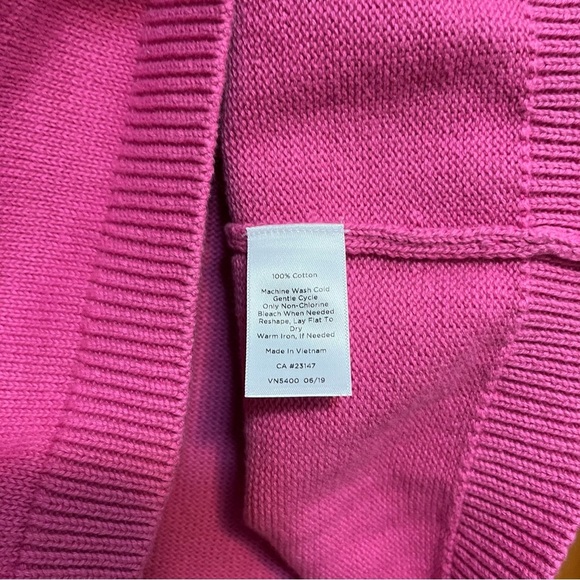 100% Cotton
Machine Wash Cold
Gentle Cycle
Only Non-Chlorine
Bleach When Needed
Reshape, Lay Flat To
Dry
Warm Iron, If Needed
Made In Vietnam
CA #23147
VN5400 06/19